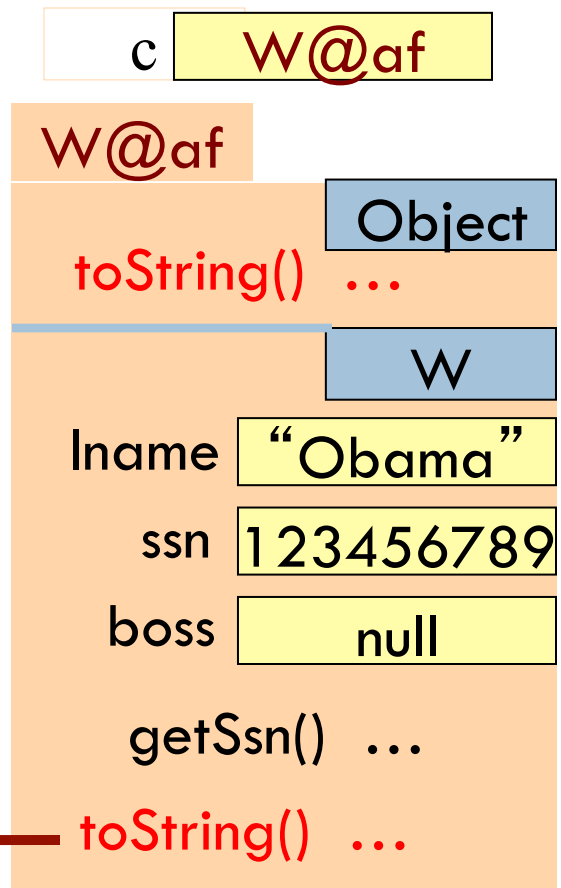 c W@af
W@af
Object
toString() …
W
lname “Obama”
ssn 123456789
boss null
getSsn() …
toString() …